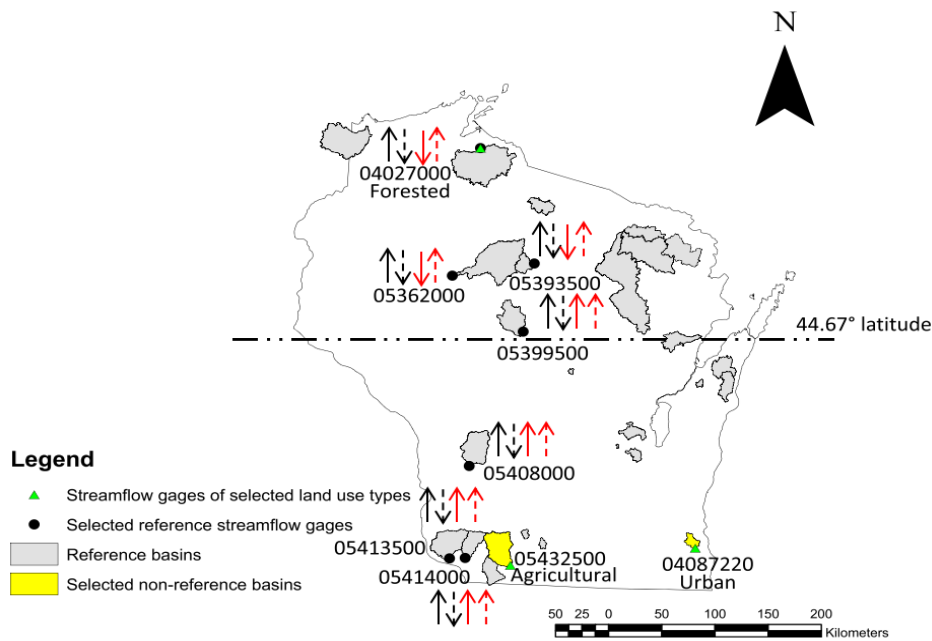 N
04027000
Forested
05393500
05362000
44.67° latitude
05399500
Legend
05408000
Streamflow gages of selected land use types
Selected reference streamflow gages
05413500
05432500
04087220
Reference basins
05414000
Agricultural
Urban
Selected non-reference basins
50 25 0 50 100 150 200
Kilometers